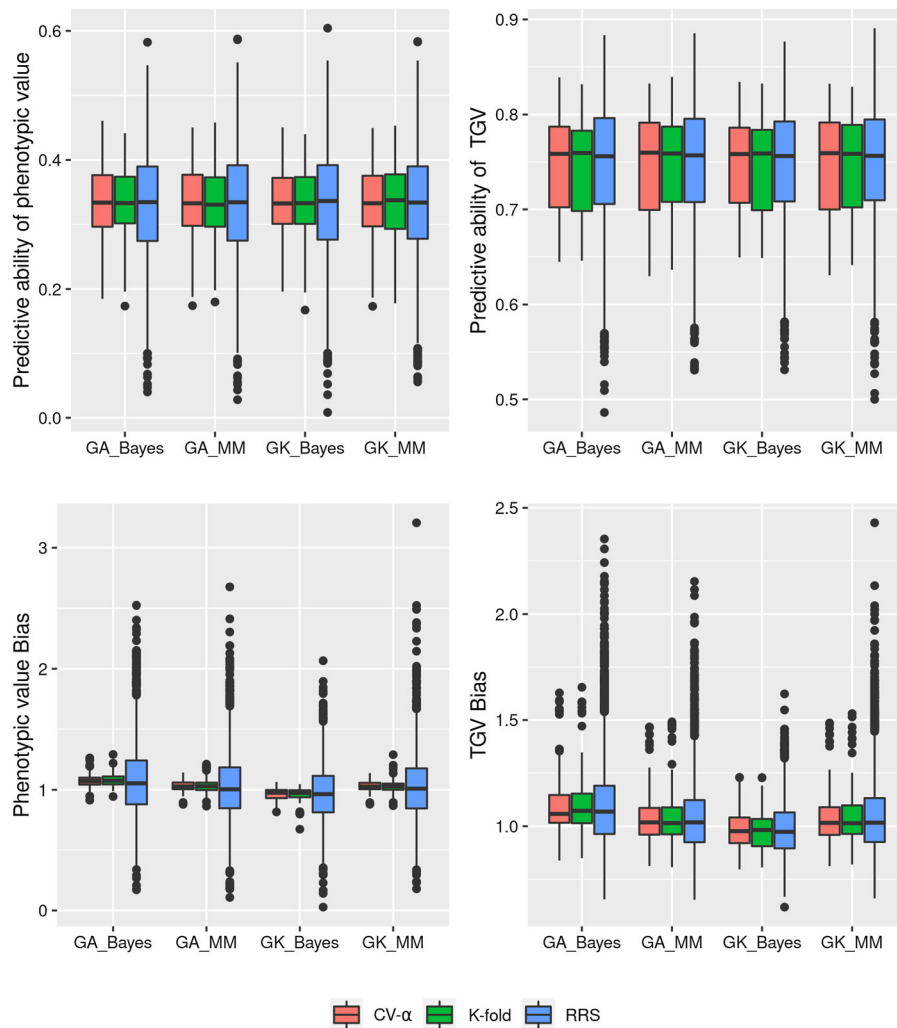 Predictive ability of phenotypic value
0.6
0.4
0.2
0.0
GA_Bayes GA_MM GK_Bayes GK_MM
Predictive ability of TGV
0.9
0.8
0.7
0.6
0.5
GA_Bayes GA_MM GK_Bayes GK_MM
Phenotypic value Bias
3
2
1
0
GA_Bayes GA_MM GK_Bayes GK_MM
TGV Bias
2.5
2.0
1.5
1.0
GA_Bayes GA_MM GK_Bayes GK_MM
CV-α K-fold RRS